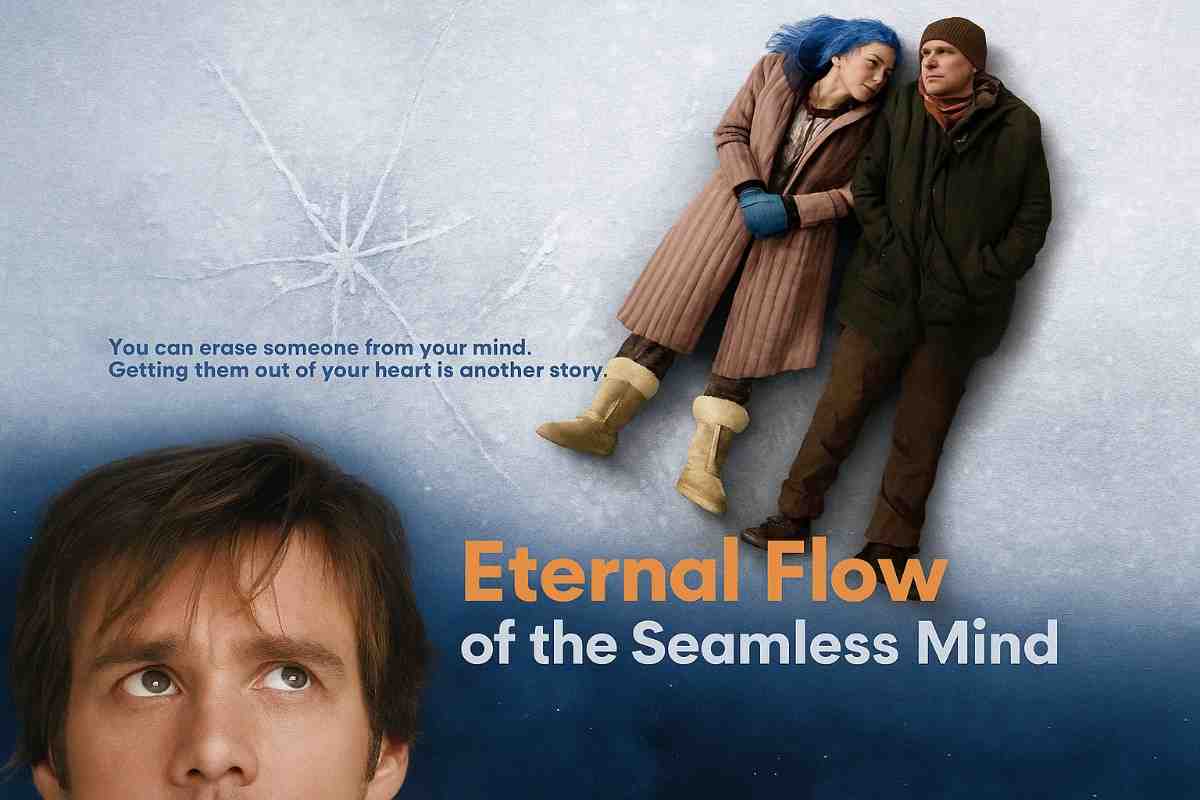 You can erase someone from your mind.
Getting them out of your heart is another story.
Eternal Flow
of the Seamless Mind